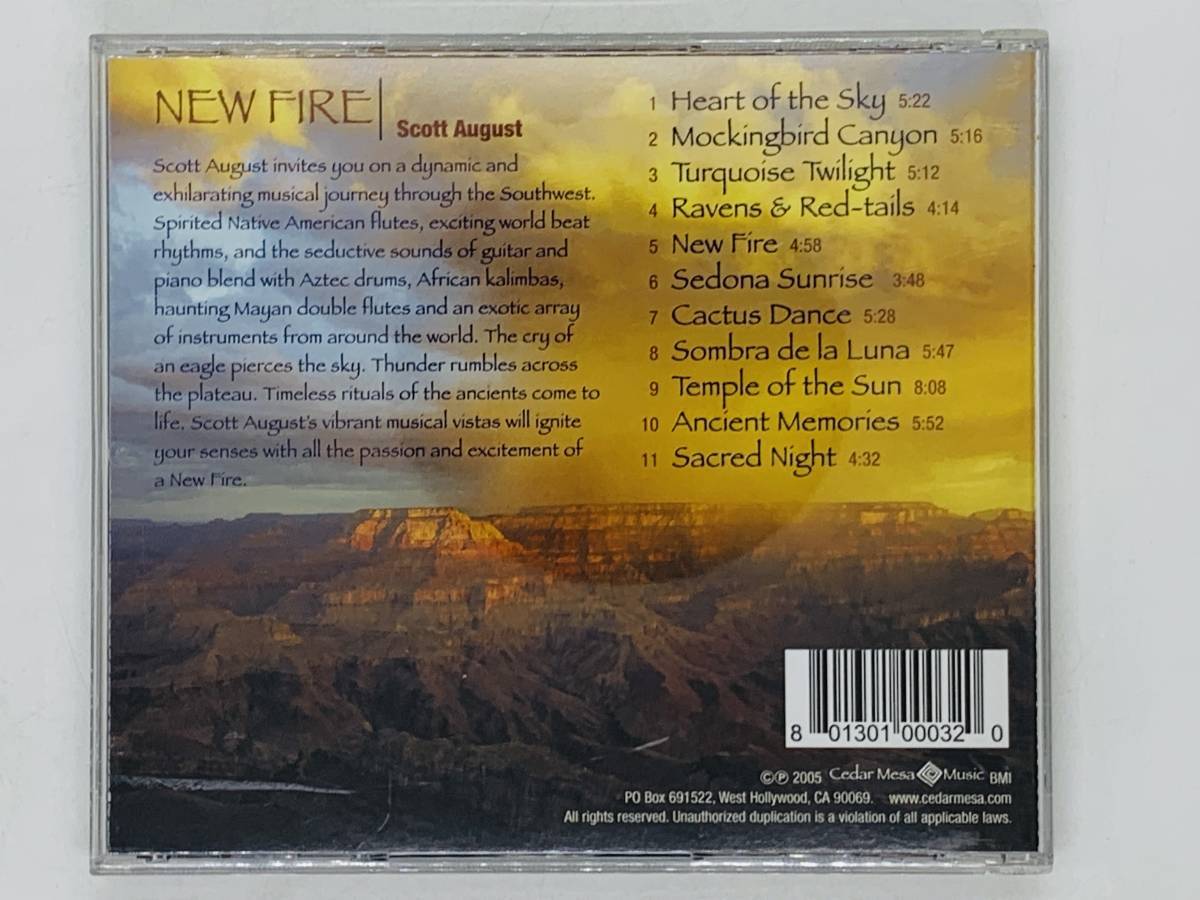 NEW FIRE
Scott August
Scott August invites you on a dynamic and
exhilarating musical journey through the Southwest.
Spirited Native American flutes, exciting world beat
rhythms, and the seductive sounds of guitar and
piano blend with Aztec drums, African kalimbas,
haunting Mayan double flutes and an exotic array
of instruments from around the world. The cry of
an eagle pierces the sky. Thunder rumbles across
the plateau. Timeless rituals of the ancients come to
life. Scott August's vibrant musical vistas will ignite
your senses with all the passion and excitement of
a New Fire.
1 Heart of the Sky 5:22
2 Mockingbird Canyon 5:16
3 Turquoise Twilight 5:12
4 Ravens & Red-tails 4:14
5 New Fire 4:58
6 Sedona Sunrise 3:48
7 Cactus Dance 5:28
8 Sombra de la Luna 5:47
9 Temple of the Sun 8:08
10 Ancient Memories 5:52
11 Sacred Night 4:32
8 01301 00032 0
©℗ 2005 Cedar Mesa Music BMI
PO Box 691522, West Hollywood, CA 90069. www.cedarmesa.com
All rights reserved. Unauthorized duplication is a violation of all applicable laws.